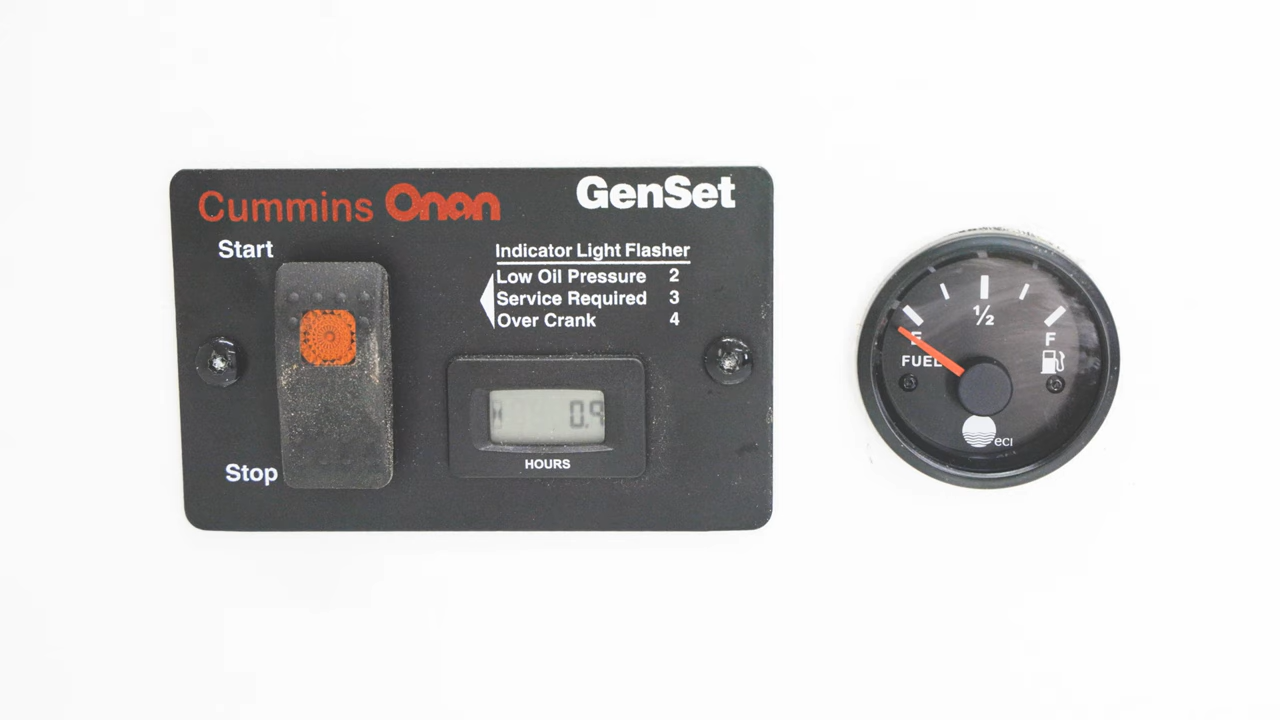 Cummins Onan
GenSet
Start
Indicator Light Flasher
Low Oil Pressure 2
Service Required 3
Over Crank 4
0.9
HOURS
Stop
½
E
F
FUEL
eci